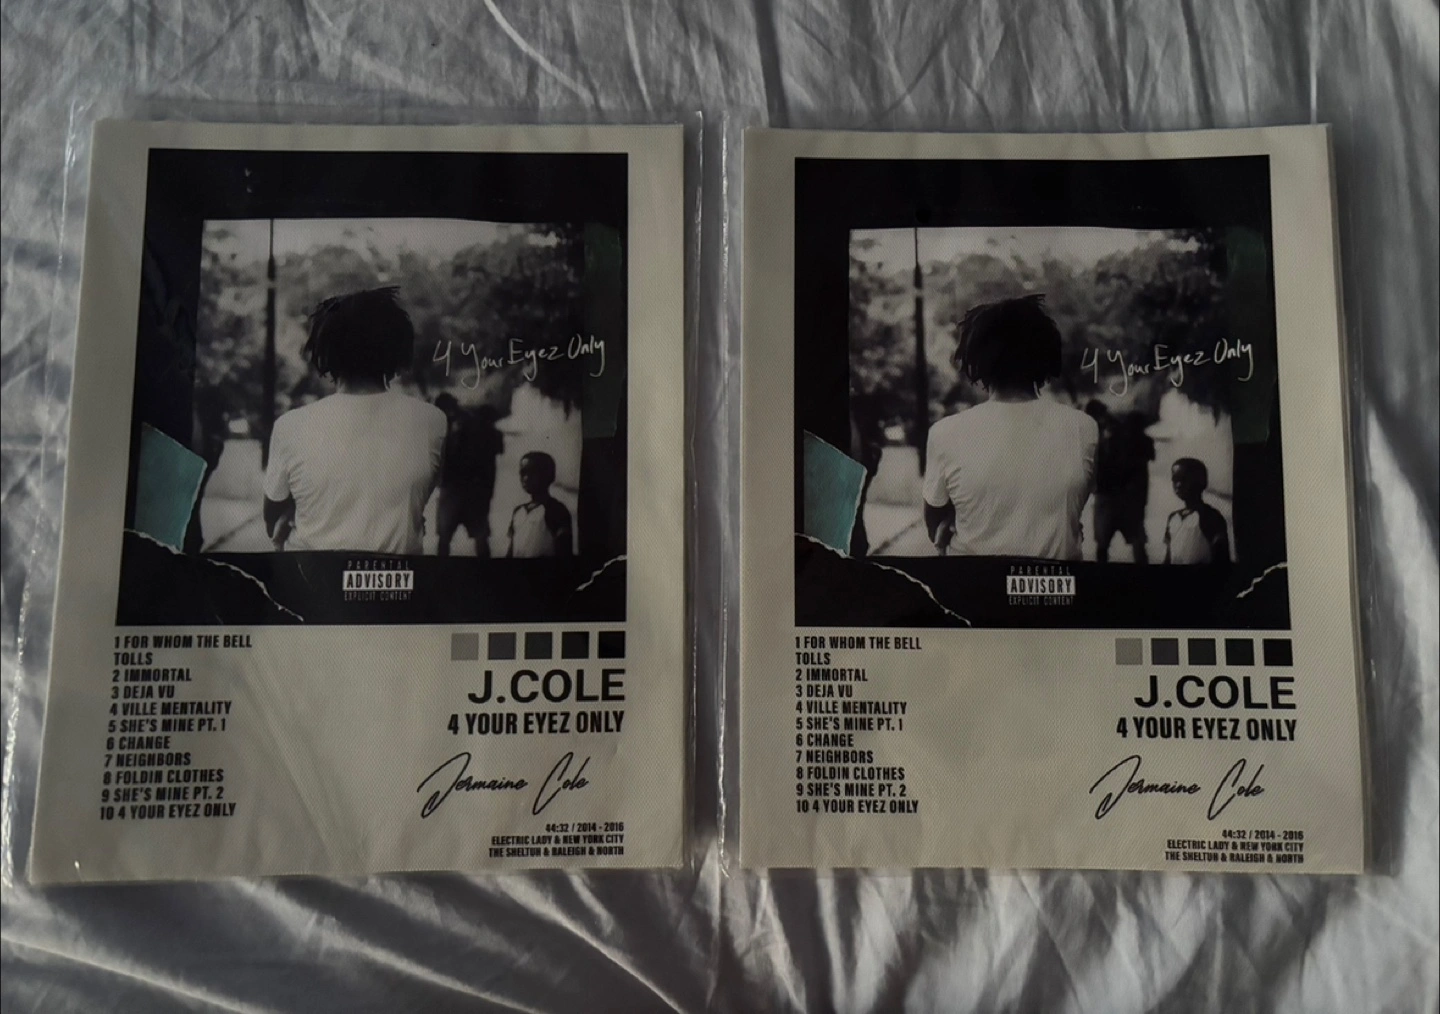 4 Your Eyez Only
PARENTAL
ADVISORY
EXPLICIT CONTENT
1 FOR WHOM THE BELL
TOLLS
2 IMMORTAL
3 DEJA VU
4 VILLE MENTALITY
5 SHE'S MINE PT. 1
6 CHANGE
7 NEIGHBORS
8 FOLDIN CLOTHES
9 SHE'S MINE PT. 2
10 4 YOUR EYEZ ONLY
J.COLE
4 YOUR EYEZ ONLY
Jermaine Cole
44:32 / 2014 - 2016
ELECTRIC LADY & NEW YORK CITY
THE SHELTUH & RALEIGH & NORTH
4 Your Eyez Only
PARENTAL
ADVISORY
EXPLICIT CONTENT
1 FOR WHOM THE BELL
TOLLS
2 IMMORTAL
3 DEJA VU
4 VILLE MENTALITY
5 SHE'S MINE PT. 1
6 CHANGE
7 NEIGHBORS
8 FOLDIN CLOTHES
9 SHE'S MINE PT. 2
10 4 YOUR EYEZ ONLY
J.COLE
4 YOUR EYEZ ONLY
Jermaine Cole
44:32 / 2014 - 2016
ELECTRIC LADY & NEW YORK CITY
THE SHELTUH & RALEIGH & NORTH